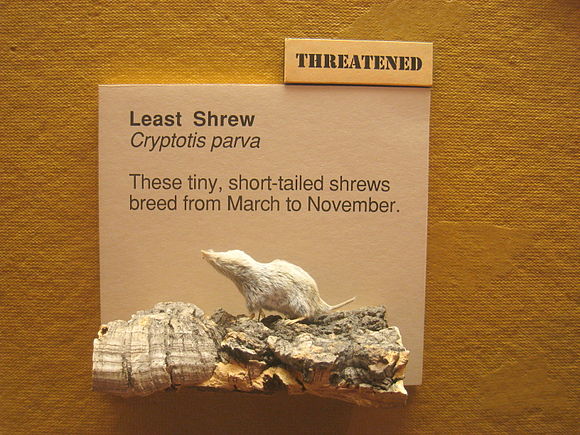 THREATENED
Least Shrew
Cryptotis parva
These tiny, short-tailed shrews
breed from March to November.